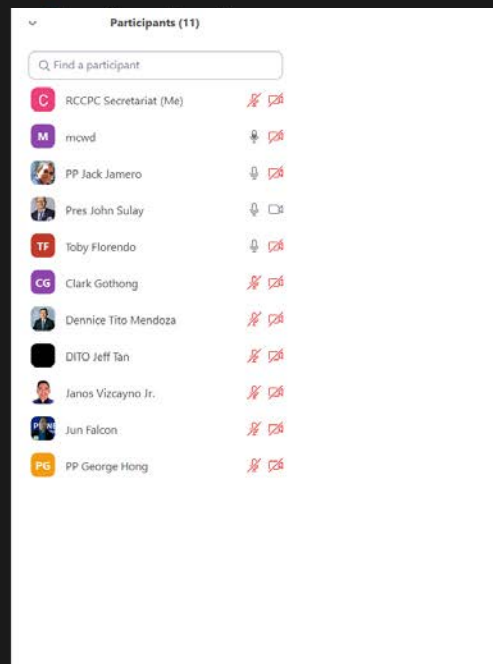 Participants (11)
Find a participant
C RCCPC Secretariat (Me)
M mcwd
PP Jack Jamero
Pres John Sulay
TF Toby Florendo
CG Clark Gothong
Dennice Tito Mendoza
DITO Jeff Tan
Janos Vizcayno Jr.
Jun Falcon
PG PP George Hong